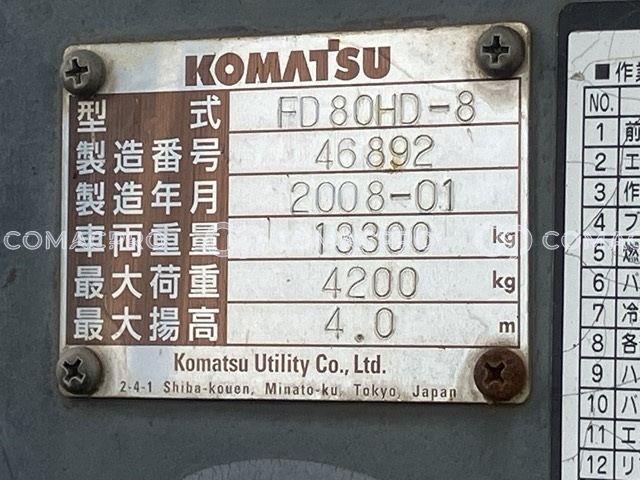 KOMATSU
型式 FD80HD-8
製造番号 46892
製造年月 2008-01
車両重量 13300 kg
最大荷重 4200 kg
最大揚高 4.0 m
Komatsu Utility Co., Ltd.
2-4-1 Shiba-kouen, Minato-ku, Tokyo, Japan
■作
NO.
1 前
2 エ
3 作
4 ブ
5 燃
6 ハ
7 冷
8 各
9 ハ
10 パ
11 エ
12 リ
COMACPRO